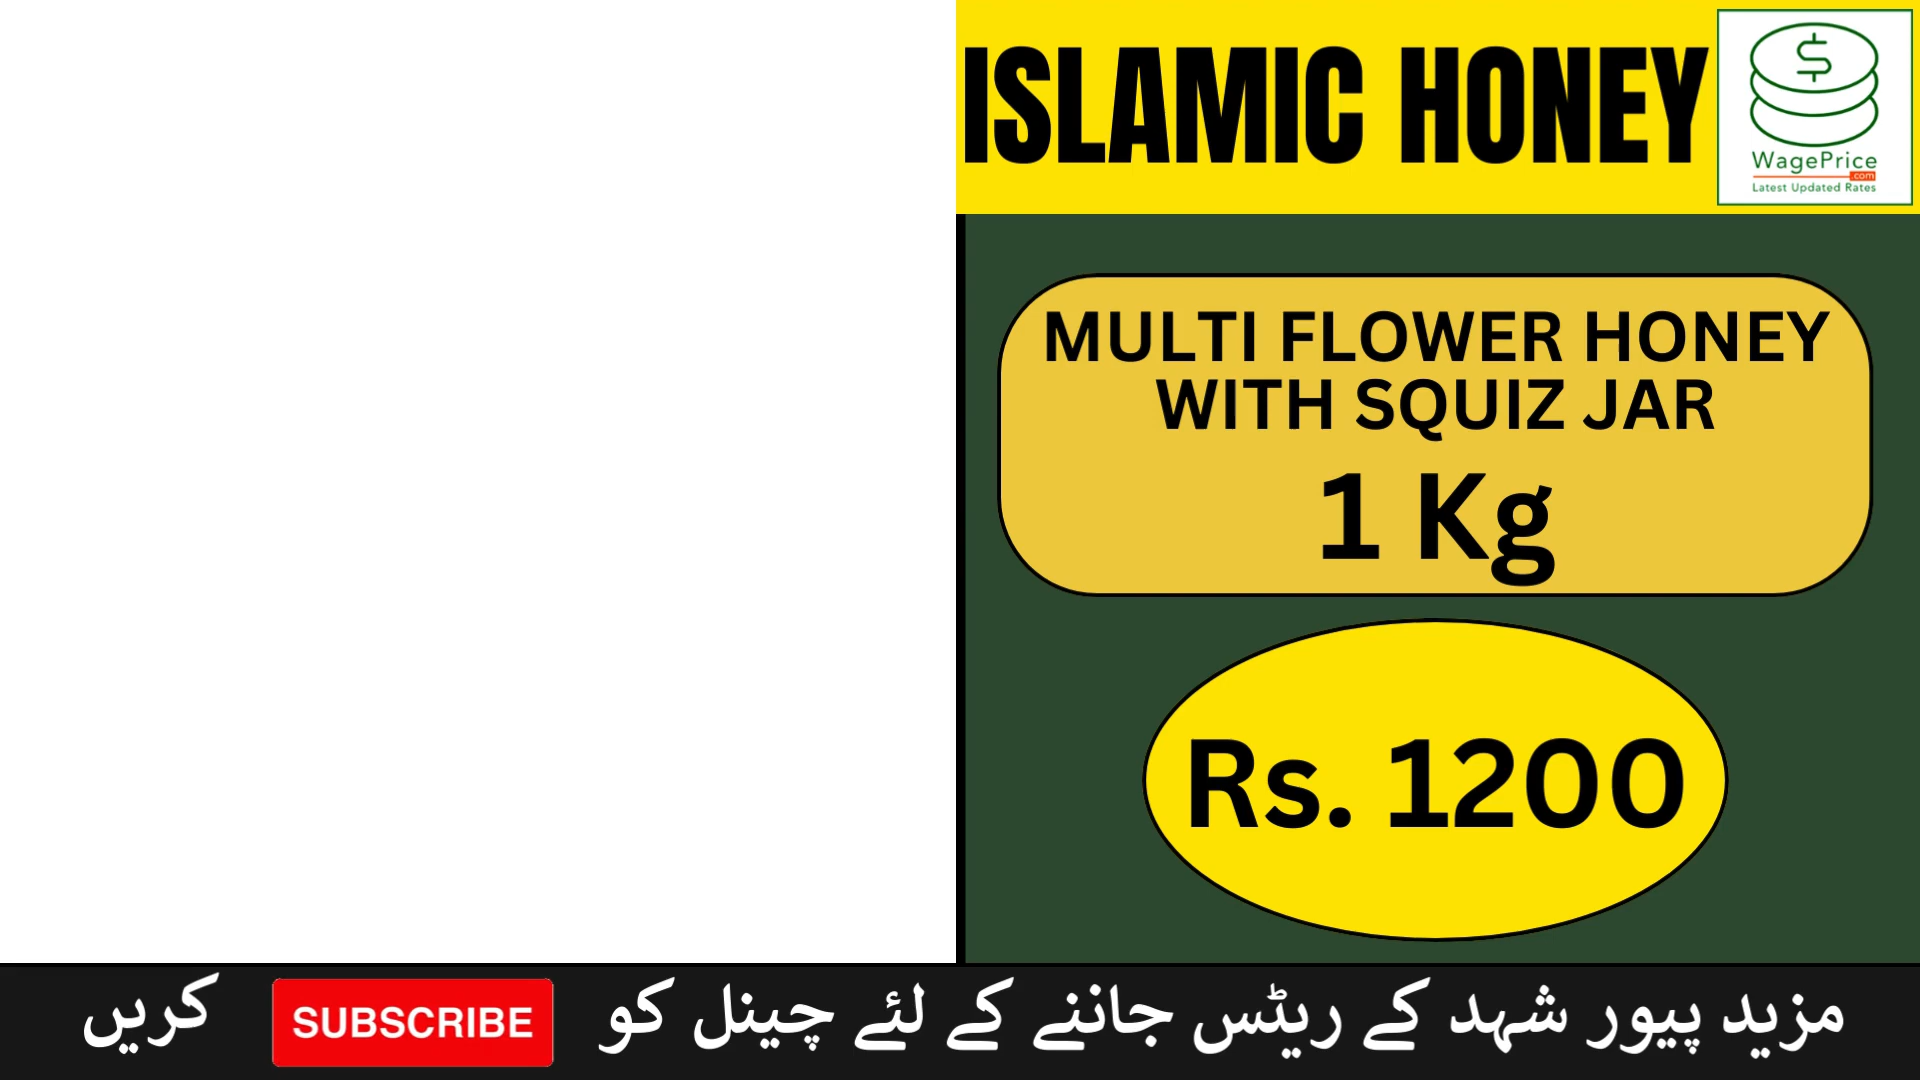 ISLAMIC HONEY
$
WagePrice
.com
Latest Updated Rates
MULTI FLOWER HONEY
WITH SQUIZ JAR
1 Kg
Rs. 1200
مزید پیور شہد کے ریٹس جاننے کے لئے چینل کو SUBSCRIBE کریں